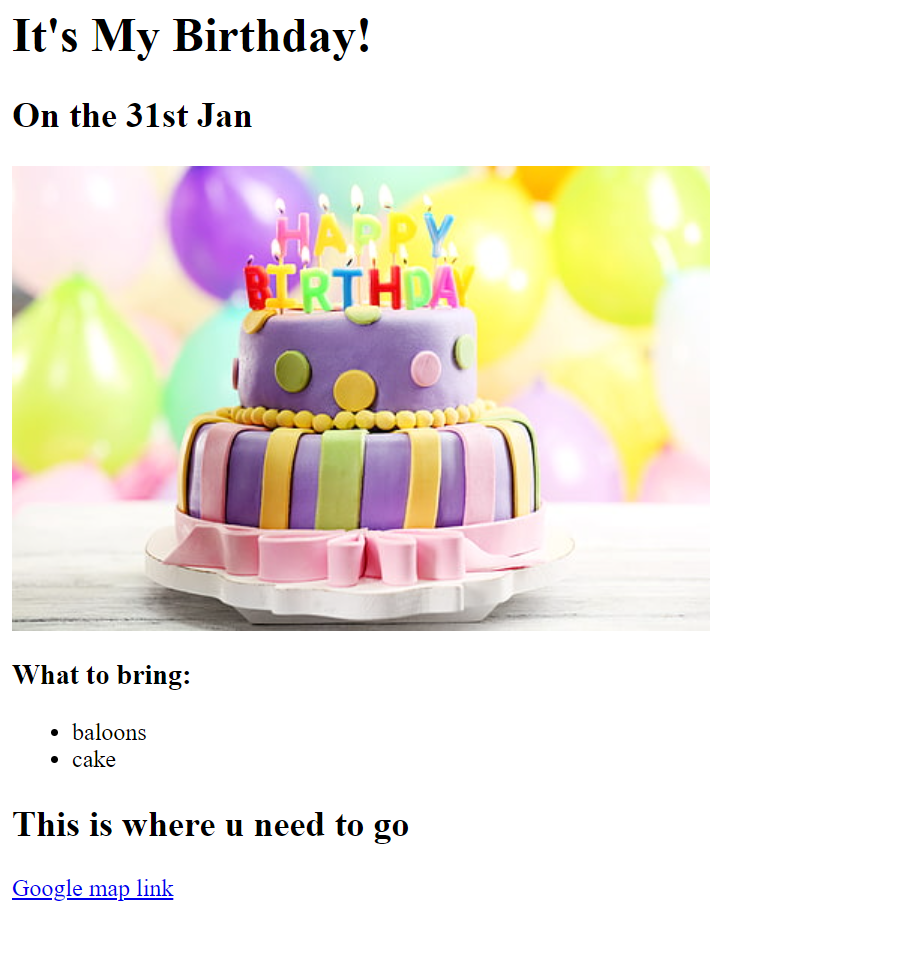 It's My Birthday!
On the 31st Jan
HAPPY
BIRTHDAY
What to bring:
baloons
cake
This is where u need to go
Google map link